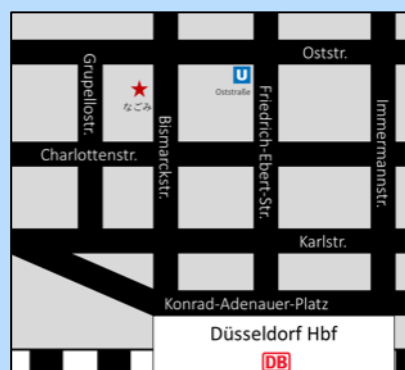 Oststr.
Grupellostr.
U
Oststraße
なごみ
Bismarckstr.
Friedrich-Ebert-Str.
Immermannstr.
Charlottenstr.
Karlstr.
Konrad-Adenauer-Platz
Düsseldorf Hbf
DB